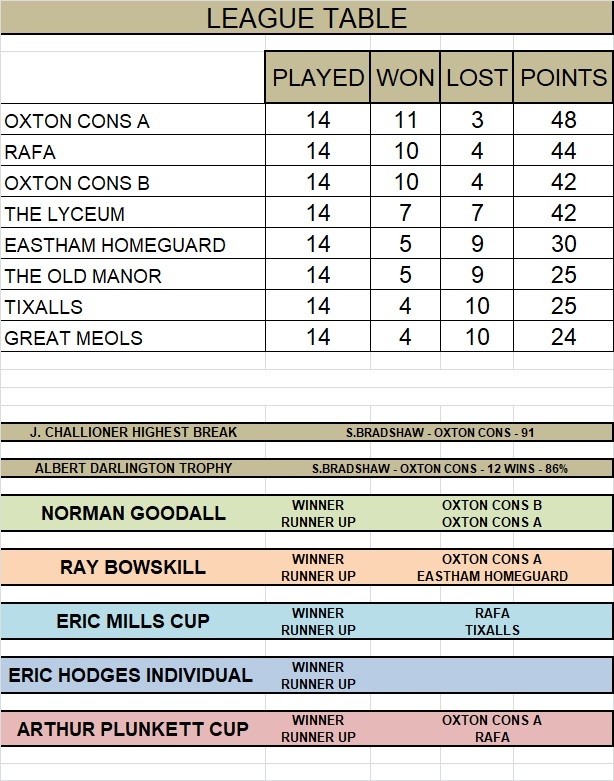 LEAGUE TABLE
PLAYED WON LOST POINTS
OXTON CONS A 14 11 3 48
RAFA 14 10 4 44
OXTON CONS B 14 10 4 42
THE LYCEUM 14 7 7 42
EASTHAM HOMEGUARD 14 5 9 30
THE OLD MANOR 14 5 9 25
TIXALLS 14 4 10 25
GREAT MEOLS 14 4 10 24
J. CHALLIONER HIGHEST BREAK S.BRADSHAW - OXTON CONS - 91
ALBERT DARLINGTON TROPHY S.BRADSHAW - OXTON CONS - 12 WINS - 86%
NORMAN GOODALL
WINNER OXTON CONS B
RUNNER UP OXTON CONS A
RAY BOWSKILL
WINNER OXTON CONS A
RUNNER UP EASTHAM HOMEGUARD
ERIC MILLS CUP
WINNER RAFA
RUNNER UP TIXALLS
ERIC HODGES INDIVIDUAL
WINNER
RUNNER UP
ARTHUR PLUNKETT CUP
WINNER OXTON CONS A
RUNNER UP RAFA